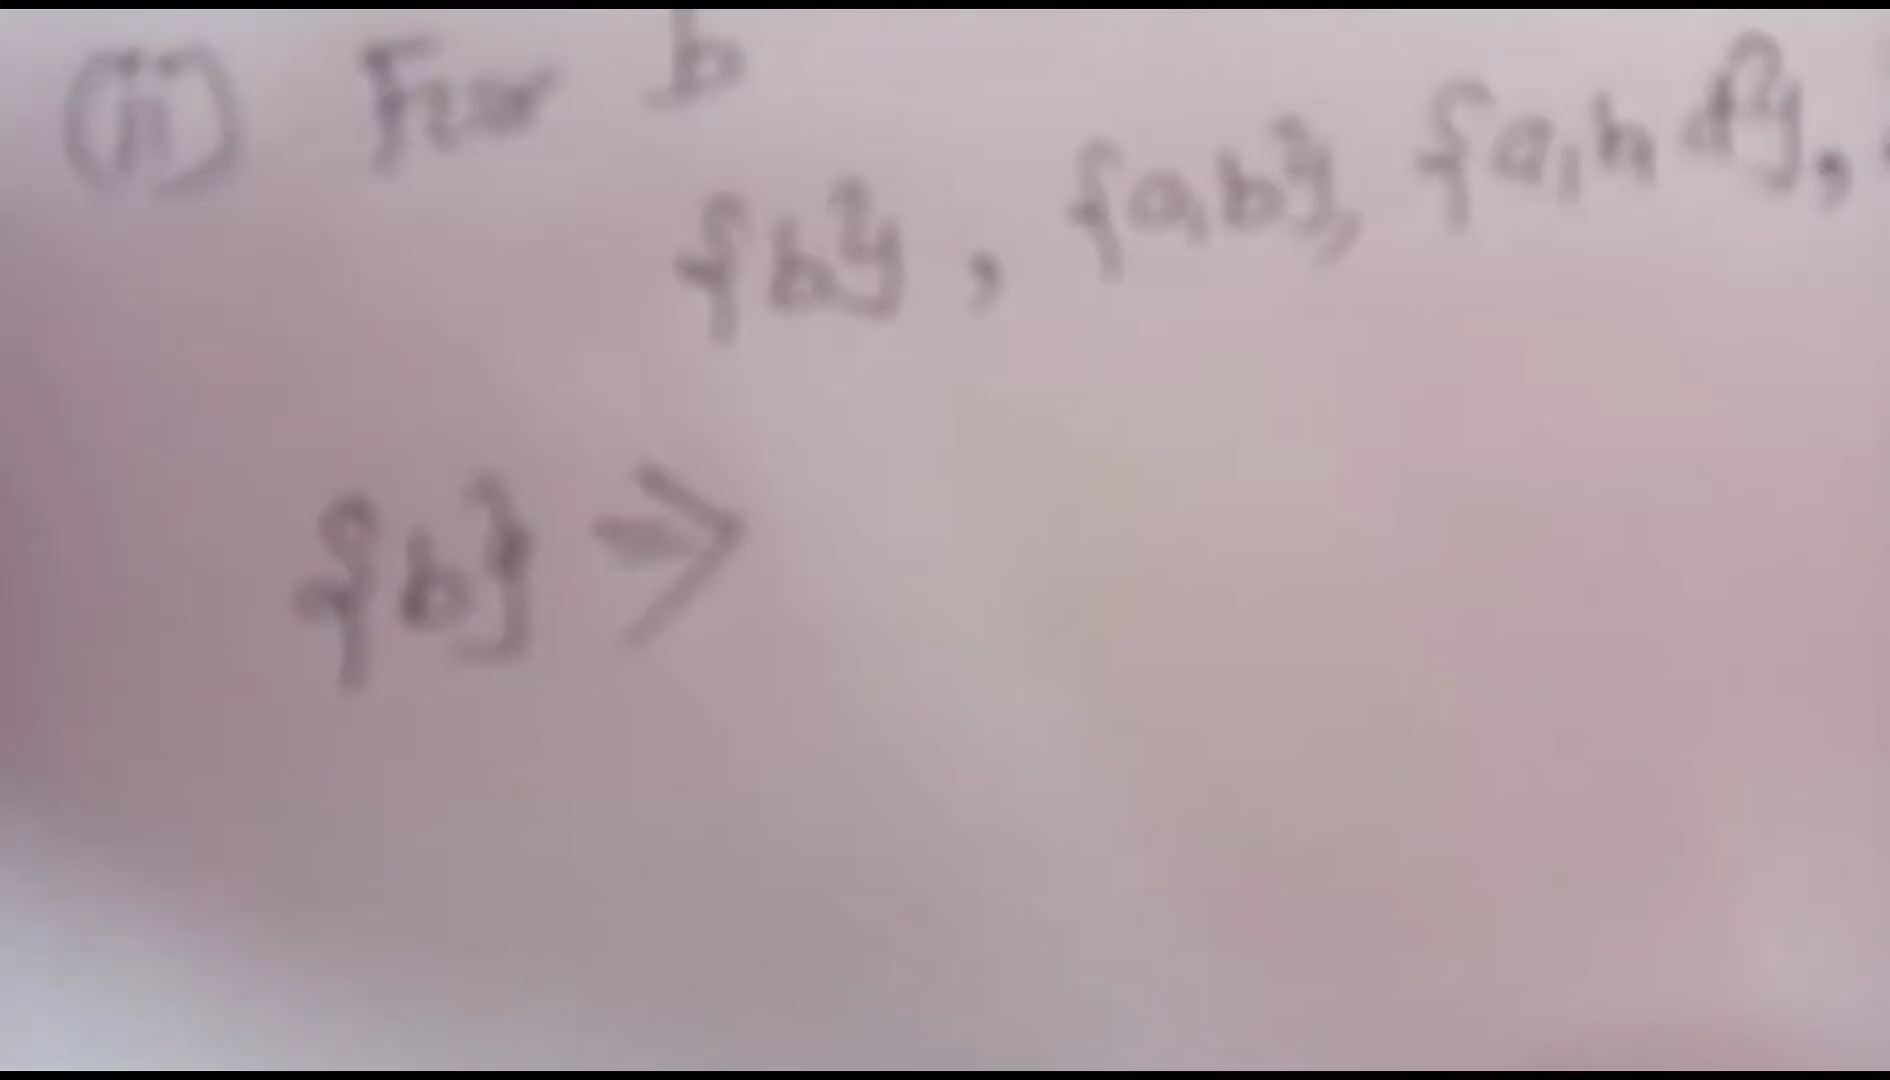 (ii) For b
{b}, {a,b}, {a,b,d},
{b} →